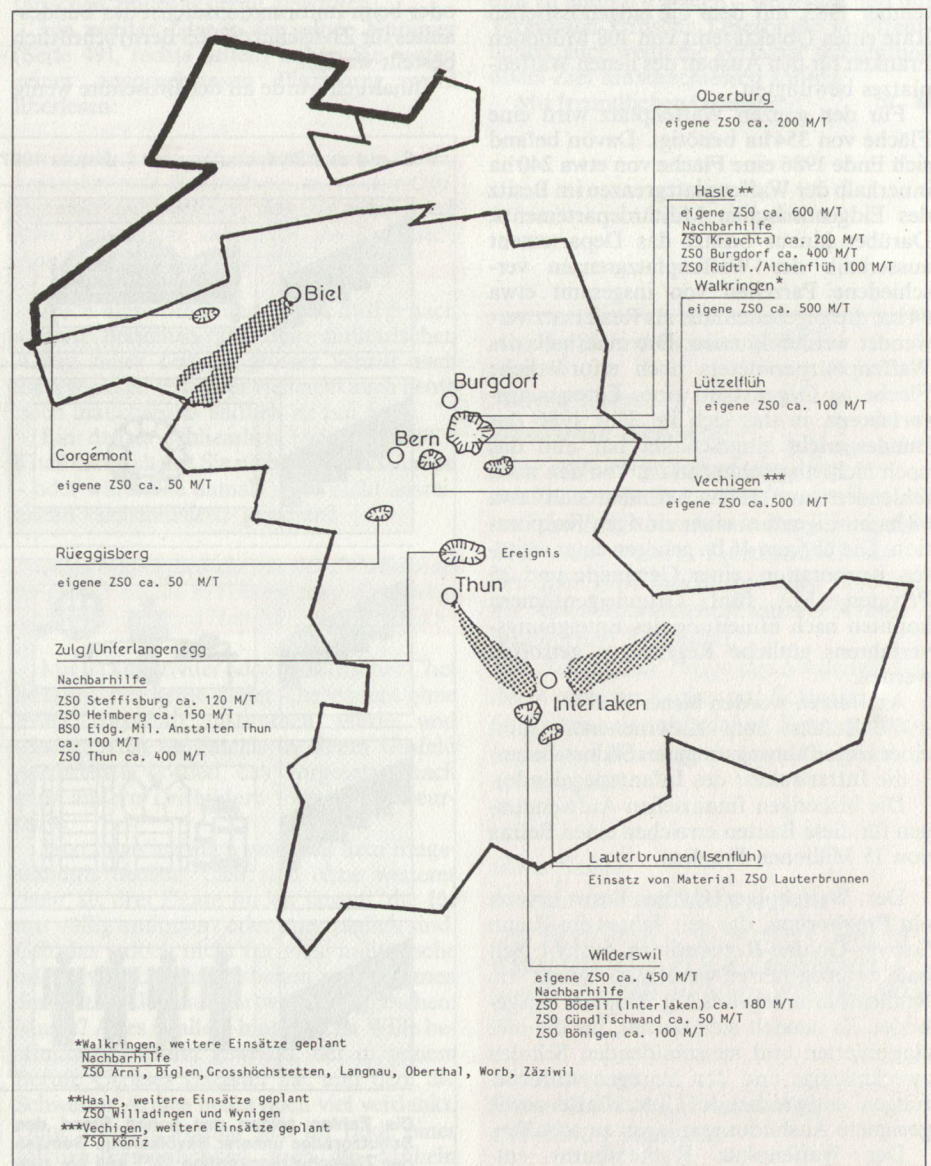 Oberburg
eigene ZSO ca. 200 M/T
Hasle**
eigene ZSO ca. 600 M/T
Nachbarhilfe
ZSO Krauchtal ca. 200 M/T
ZSO Burgdorf ca. 400 M/T
ZSO Rüdtl./Alchenflüh 100 M/T
Walkringen*
eigene ZSO ca. 500 M/T
Lützelflüh
eigene ZSO ca. 100 M/T
Vechigen***
eigene ZSO ca.500 M/T
Biel
Burgdorf
Bern
Corgémont
eigene ZSO ca. 50 M/T
Rüeggisberg
eigene ZSO ca. 50 M/T
Ereignis
Thun
Interlaken
Zulg/Unterlangenegg
Nachbarhilfe
ZSO Steffisburg ca. 120 M/T
ZSO Heimberg ca. 150 M/T
BSO Eidg. Mil. Anstalten Thun
ca. 100 M/T
ZSO Thun ca. 400 M/T
Lauterbrunnen(Isenfluh)
Einsatz von Material ZSO Lauterbrunnen
Wilderswil
eigene ZSO ca. 450 M/T
Nachbarhilfe
ZSO Bödeli (Interlaken) ca. 180 M/T
ZSO Gündlischwand ca. 50 M/T
ZSO Bönigen ca. 100 M/T
*Walkringen, weitere Einsätze geplant
Nachbarhilfe
ZSO Arni, Biglen,Grosshöchstetten, Langnau, Oberthal, Worb, Zäziwil
**Hasle, weitere Einsätze geplant
ZSO Willadingen und Wynigen
***Vechigen, weitere Einsätze geplant
ZSO Köniz